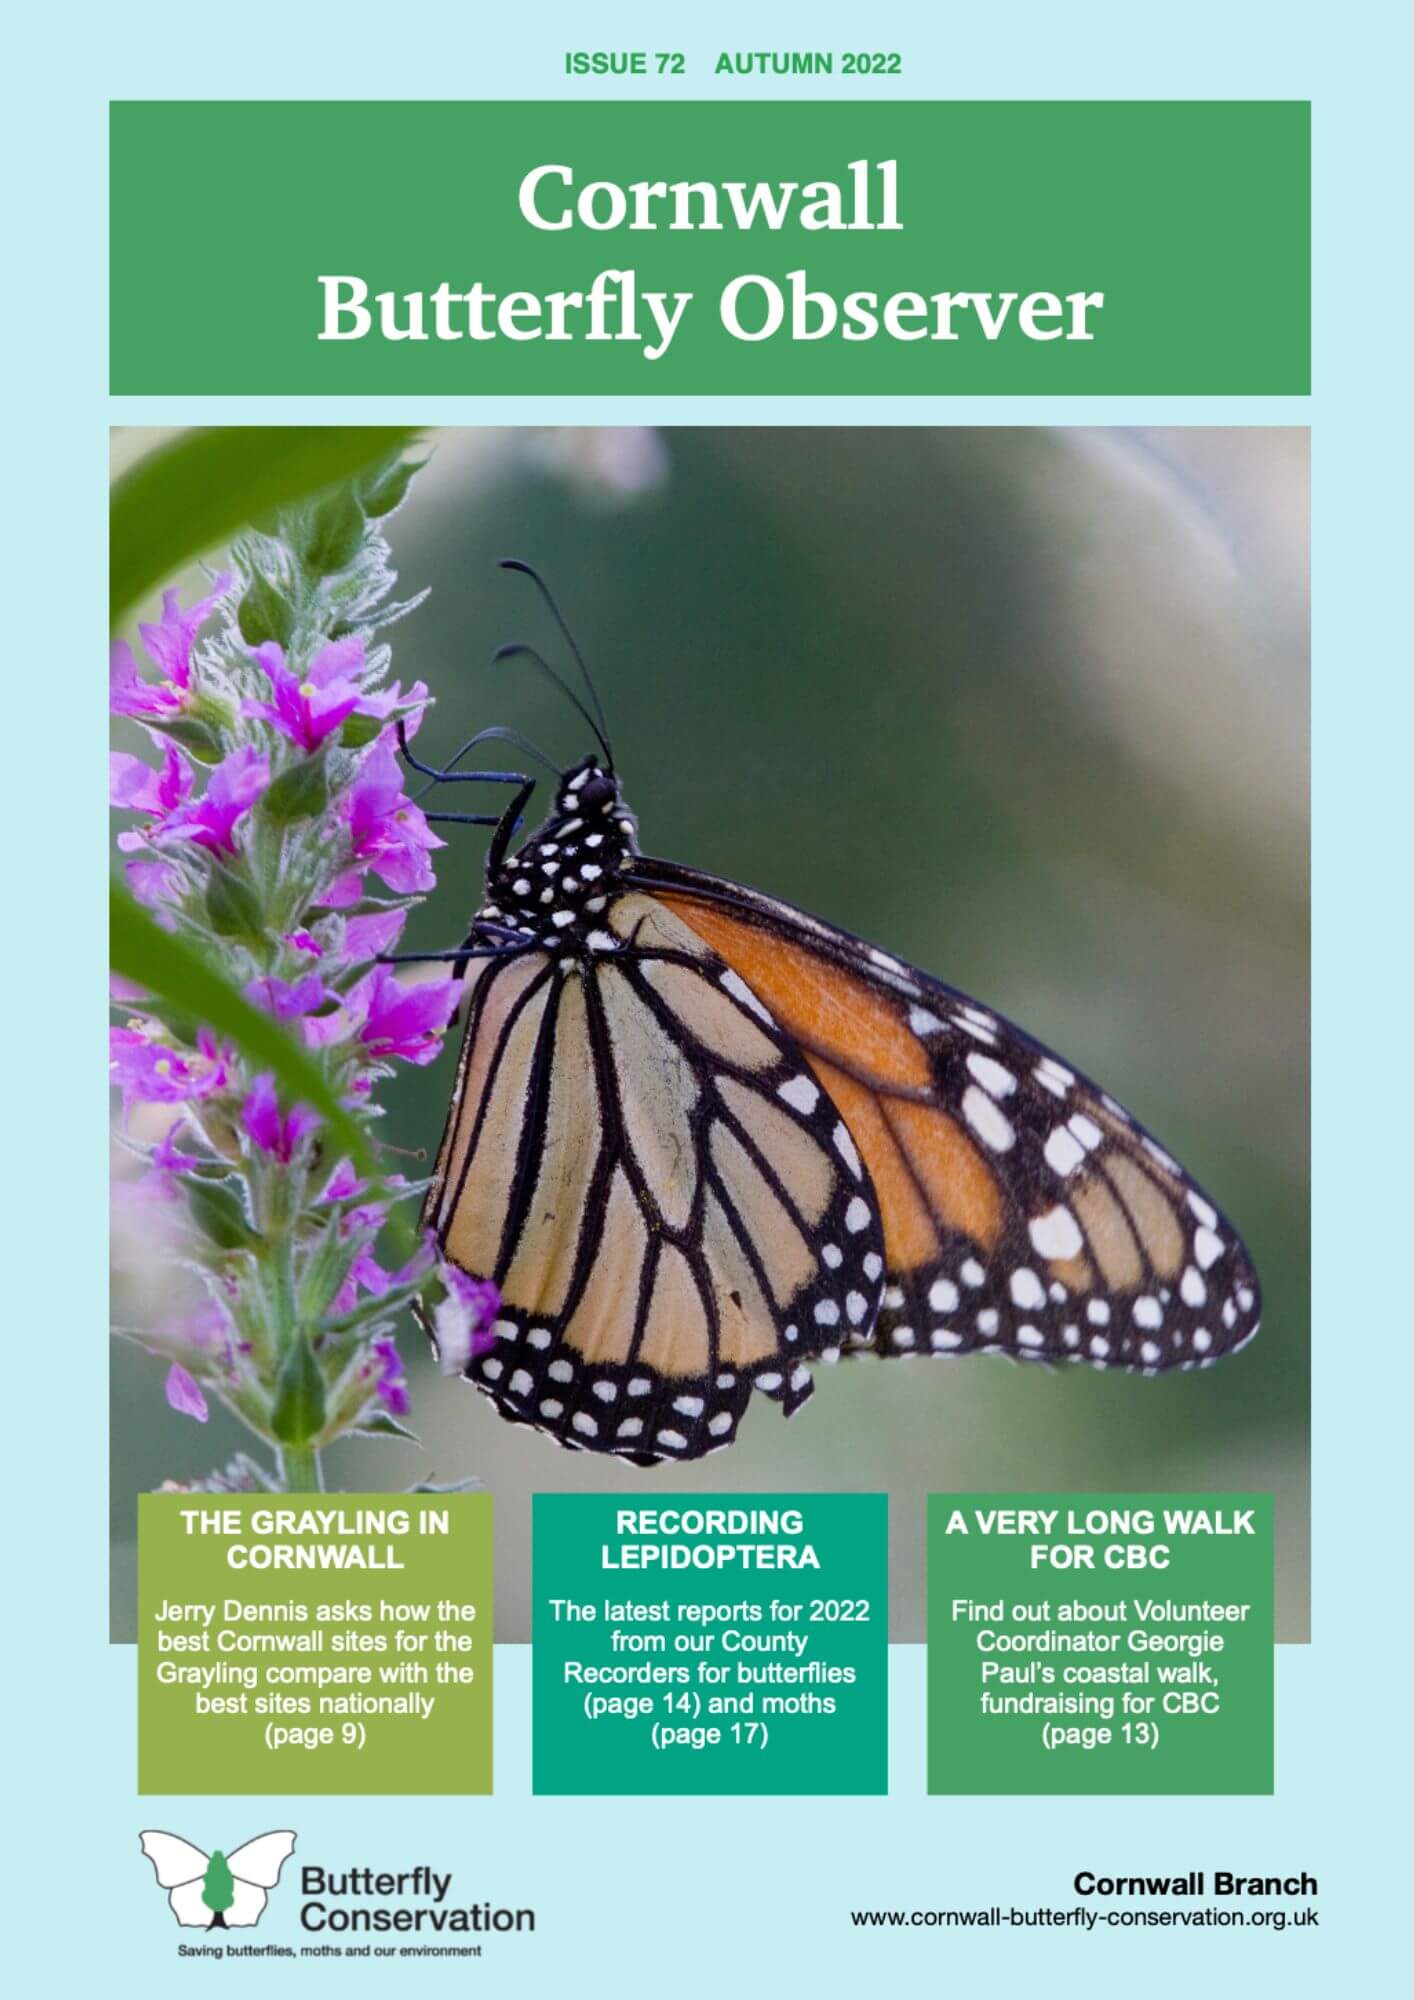 ISSUE 72 AUTUMN 2022
Cornwall
Butterfly Observer
THE GRAYLING IN
CORNWALL
Jerry Dennis asks how the
best Cornwall sites for the
Grayling compare with the
best sites nationally
(page 9)
RECORDING
LEPIDOPTERA
The latest reports for 2022
from our County
Recorders for butterflies
(page 14) and moths
(page 17)
A VERY LONG WALK
FOR CBC
Find out about Volunteer
Coordinator Georgie
Paul's coastal walk,
fundraising for CBC
(page 13)
Butterfly
Conservation
Saving butterflies, moths and our environment
Cornwall Branch
www.cornwall-butterfly-conservation.org.uk